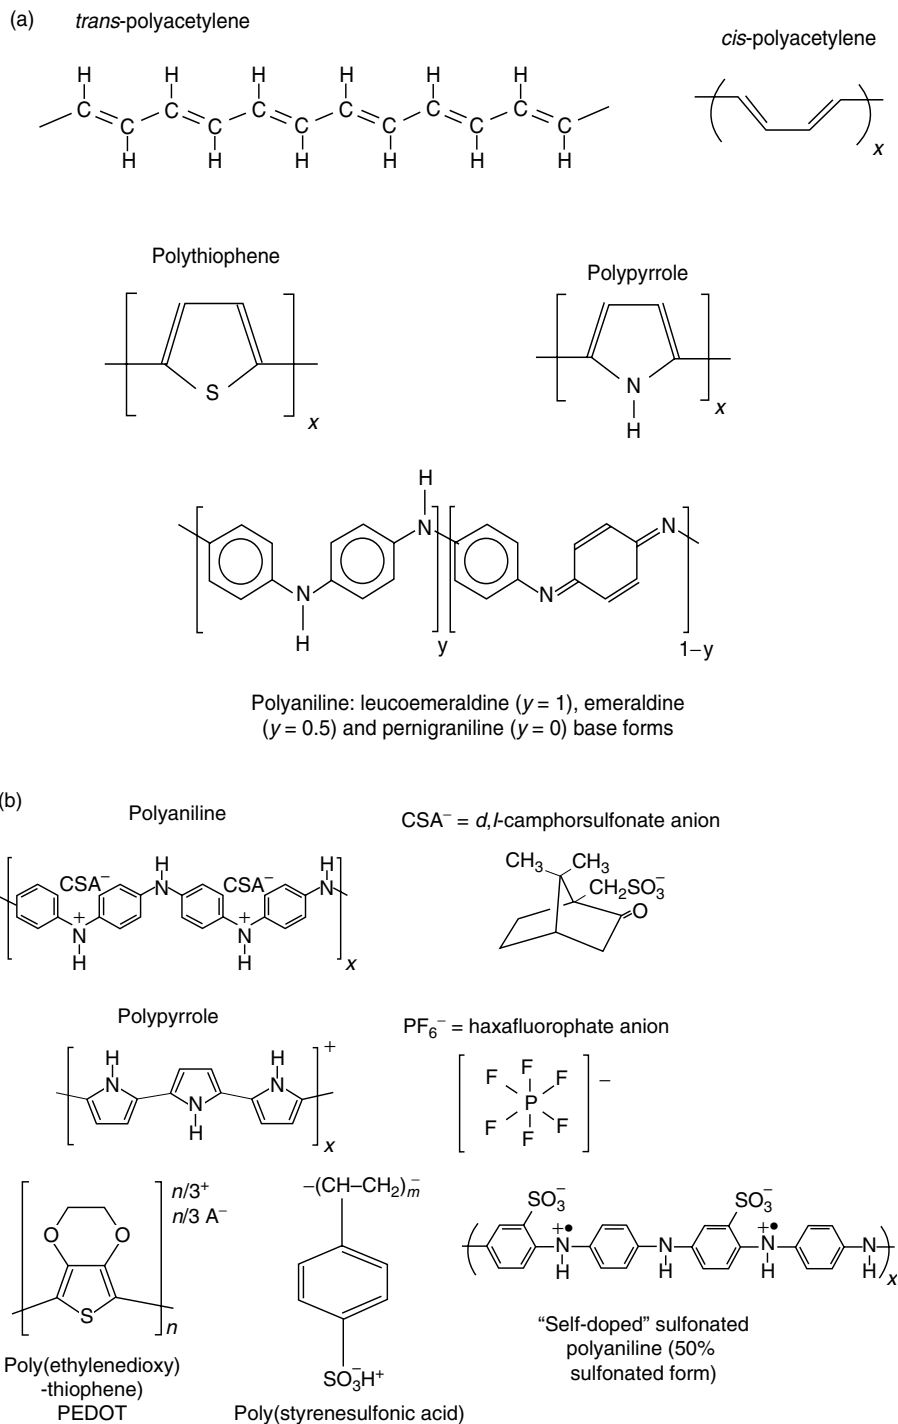 (a)
trans-polyacetylene
cis-polyacetylene
H H H H H H
C C C C C C
C C C C C C
H H H H H H
x
Polythiophene
Polypyrrole
S
x
N
H
x
H
N
N
N
N
H
y
1–y
Polyaniline: leucoemeraldine (y = 1), emeraldine
(y = 0.5) and pernigraniline (y = 0) base forms
(b)
Polyaniline
CSA⁻ = d,l-camphorsulfonate anion
H H
CSA⁻ N CSA⁻ N
+ +
N N
H H
x
CH₃ CH₃
CH₂SO₃⁻
O
Polypyrrole
PF₆⁻ = haxafluorophate anion
H H +
N N
N
H
x
F F F
P
F F F
–
n/3⁺
n/3 A⁻
O O
S
n
Poly(ethylenedioxy)
-thiophene)
PEDOT
–(CH–CH₂)ₘ⁻
SO₃⁻H⁺
Poly(styrenesulfonic acid)
SO₃⁻ SO₃⁻
+• +•
N N N N
H H H H
x
“Self-doped” sulfonated
polyaniline (50%
sulfonated form)